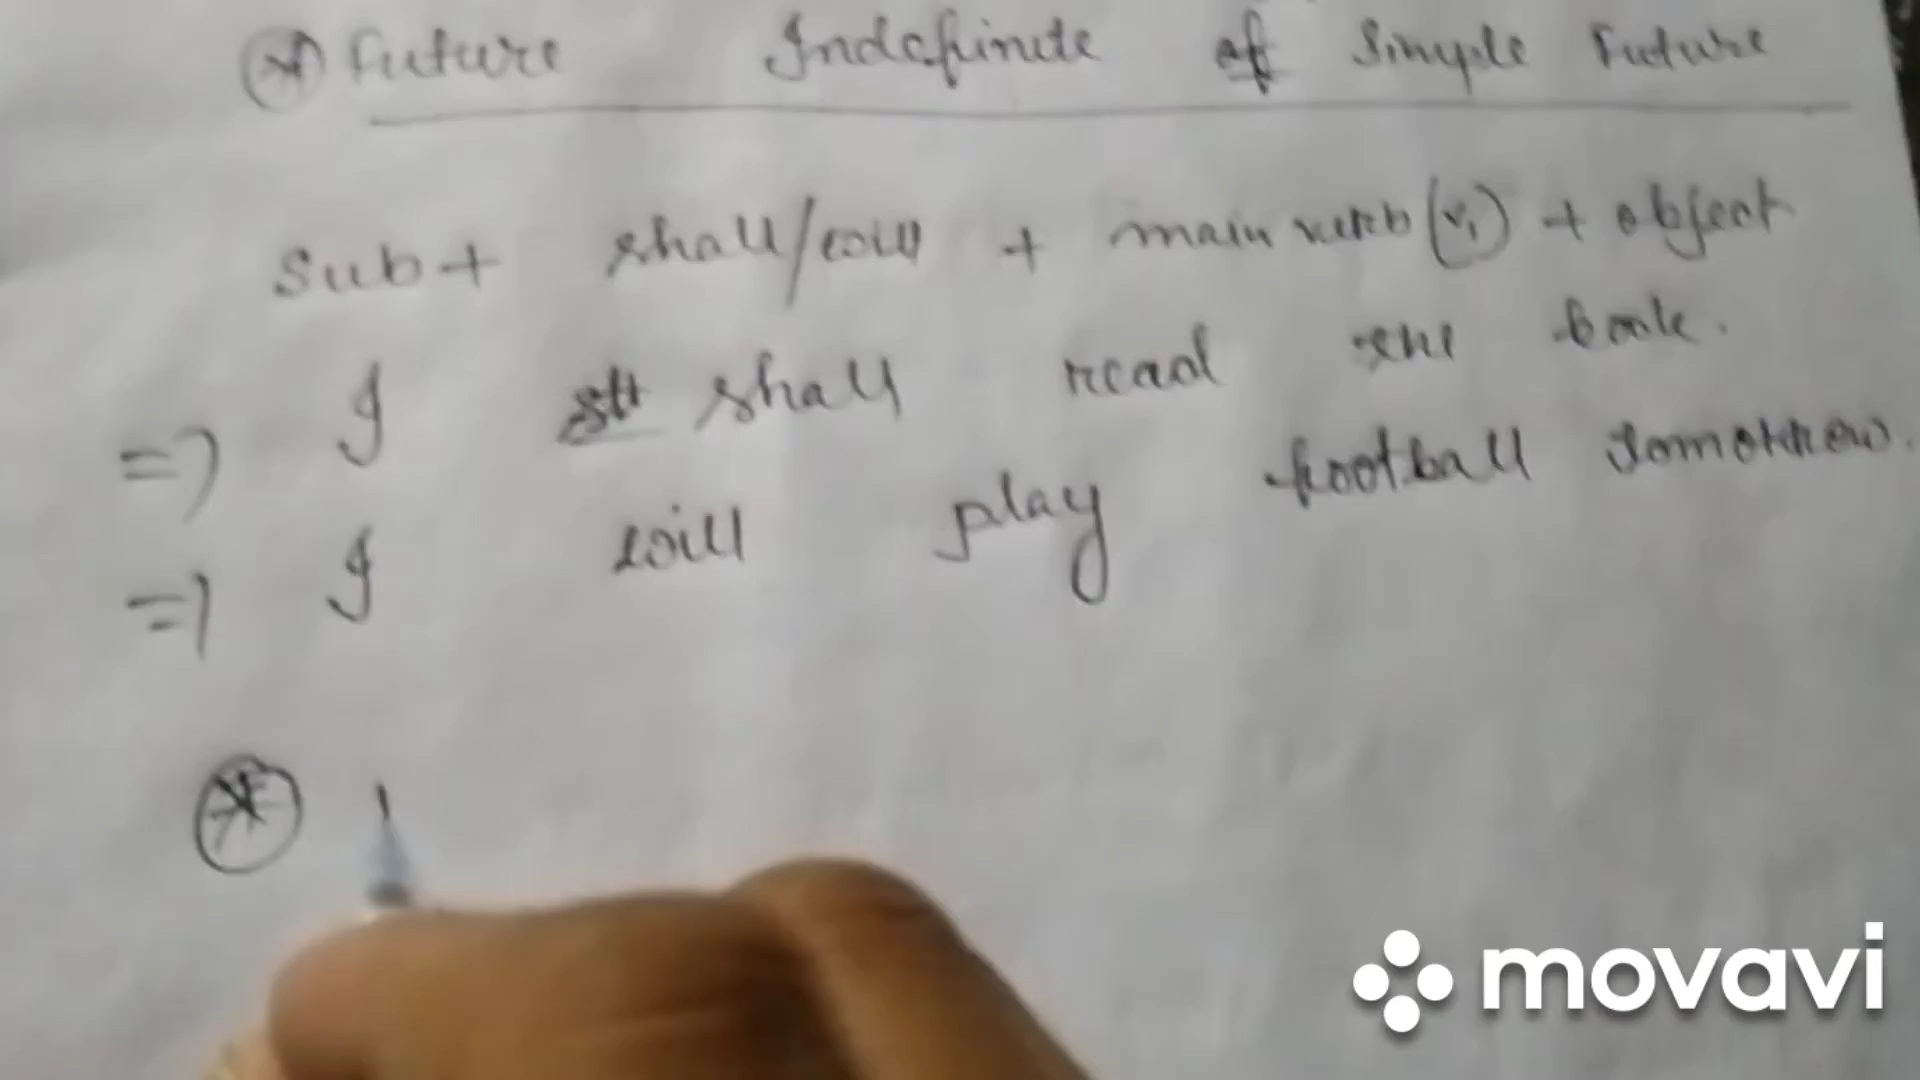 Future Indefinite of Simple Future
Sub + shall/will + main verb (V1) + object
=> I shall read the book.
=> I will play football tomorrow.
movavi